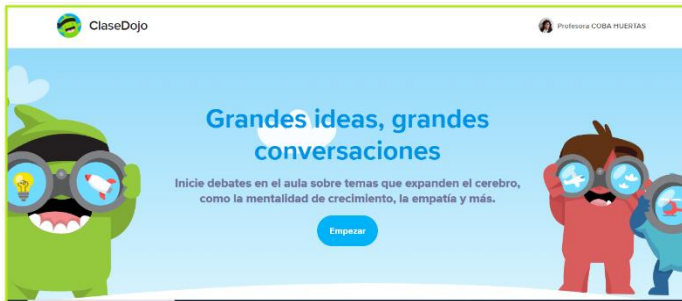 ClaseDojo
Profesora COBA HUERTAS
Grandes ideas, grandes
conversaciones
Inicie debates en el aula sobre temas que expanden el cerebro,
como la mentalidad de crecimiento, la empatía y más.
Empezar